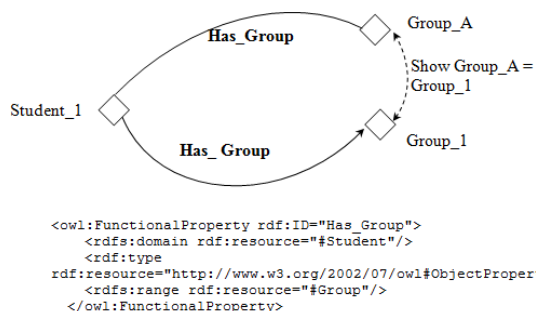 Group_A
Has_Group
Show Group_A =
Group_1
Student_1
Group_1
Has_ Group
<owl:FunctionalProperty rdf:ID="Has_Group">
<rdfs:domain rdf:resource="#Student"/>
<rdf:type
rdf:resource="http://www.w3.org/2002/07/owl#ObjectProper
<rdfs:range rdf:resource="#Group"/>
</owl:FunctionalProperty>